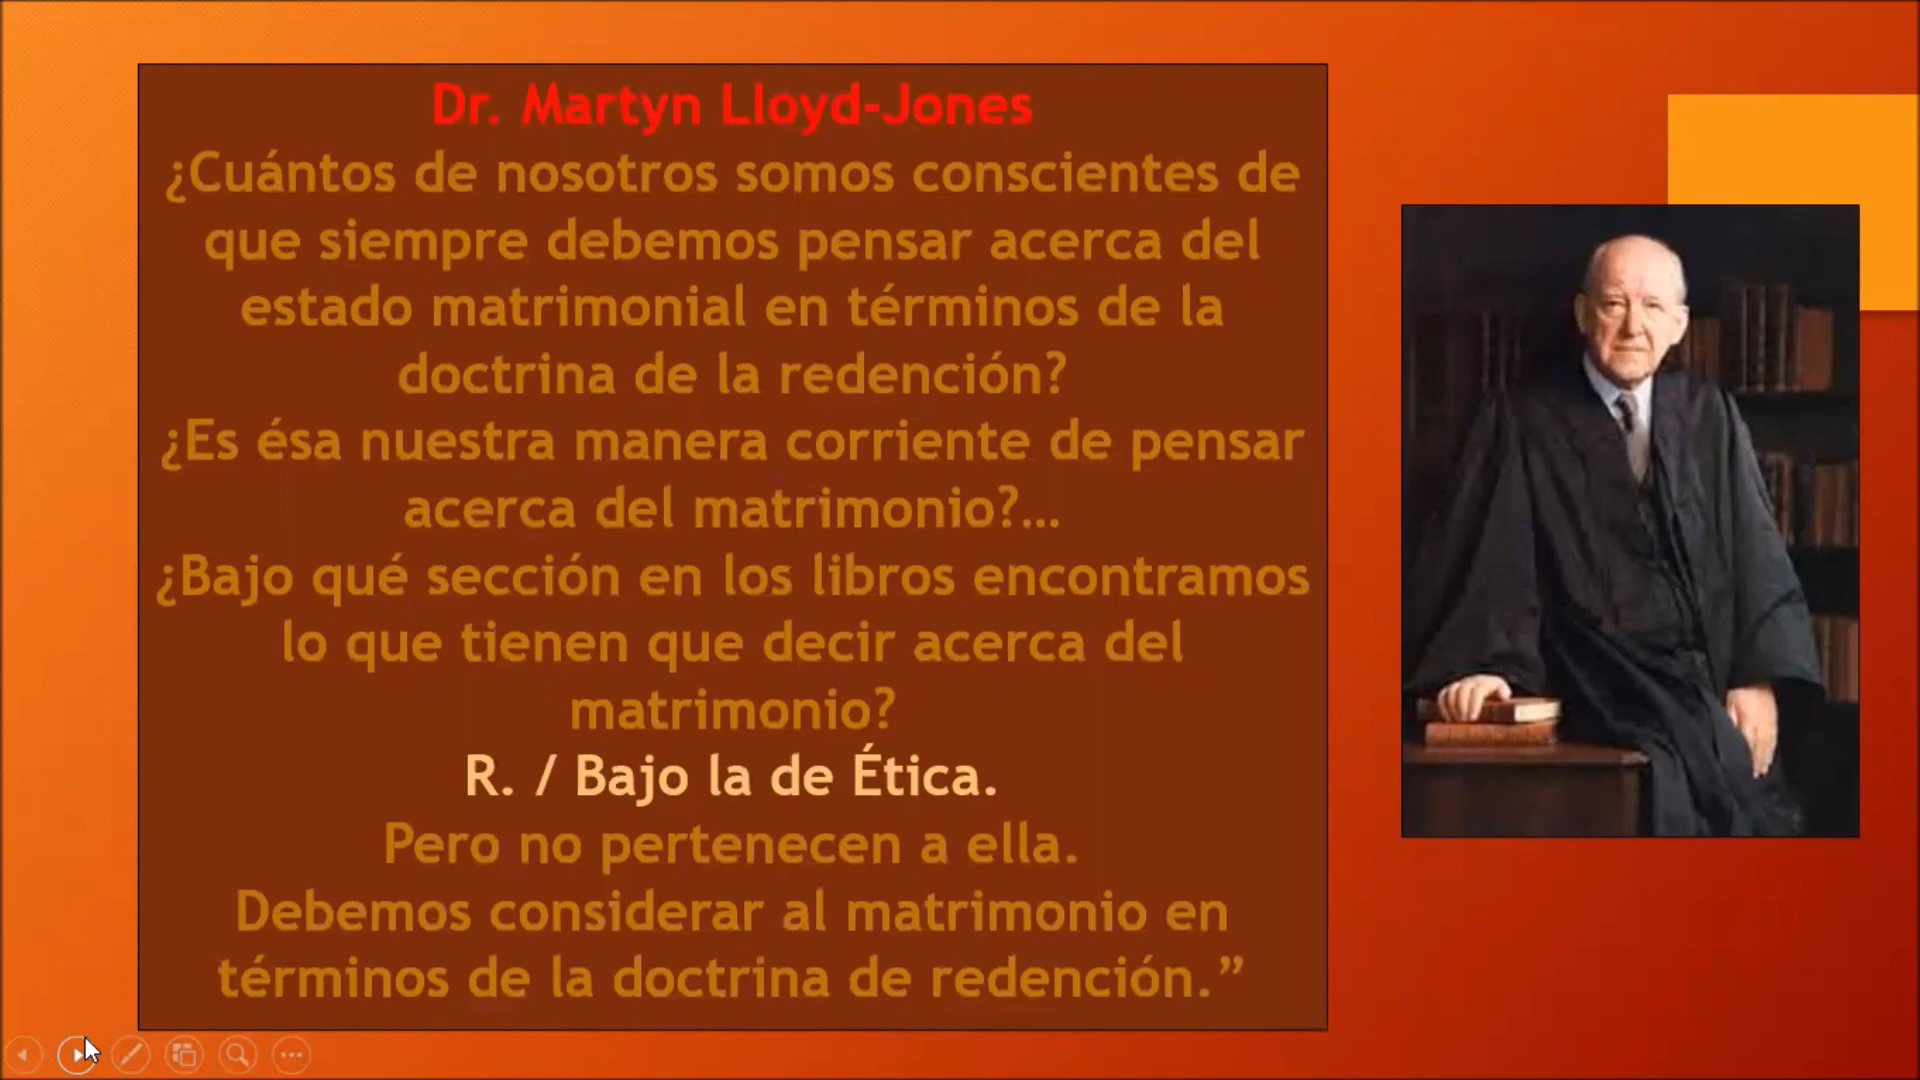 Dr. Martyn Lloyd-Jones
¿Cuántos de nosotros somos conscientes de
que siempre debemos pensar acerca del
estado matrimonial en términos de la
doctrina de la redención?
¿Es ésa nuestra manera corriente de pensar
acerca del matrimonio?...
¿Bajo qué sección en los libros encontramos
lo que tienen que decir acerca del
matrimonio?
R. / Bajo la de Ética.
Pero no pertenecen a ella.
Debemos considerar al matrimonio en
términos de la doctrina de redención.”